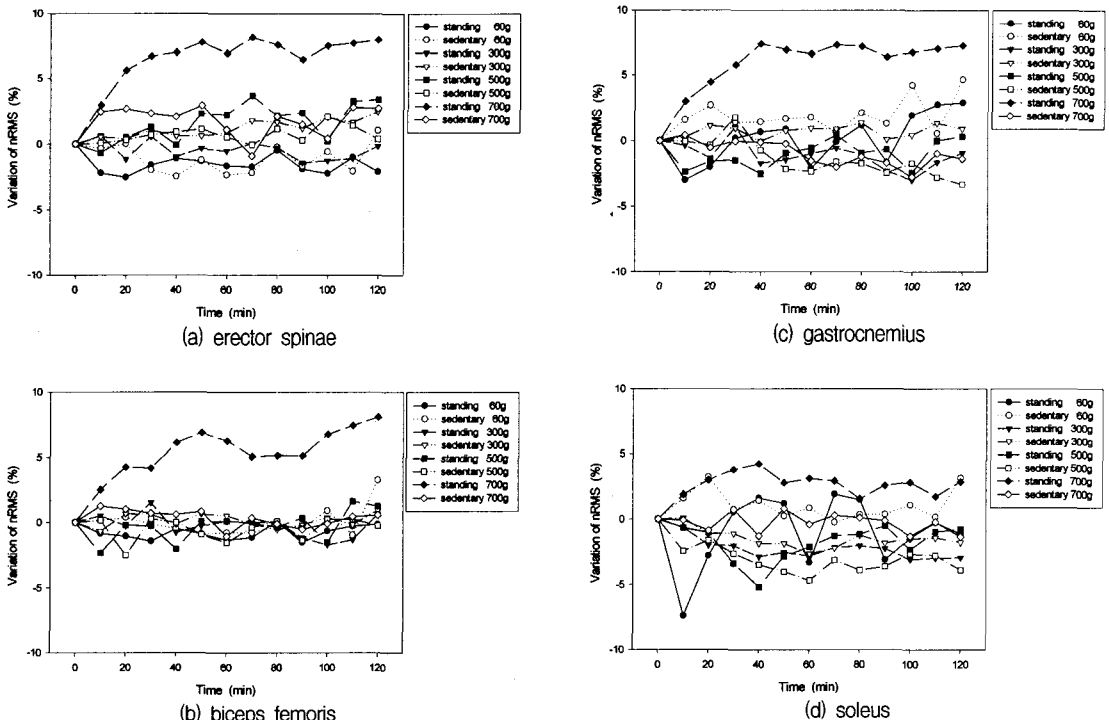 10
5
0
-5
-10
Variation of nRMS (%)
0 20 40 60 80 100 120
Time (min)
standing 60g
sedentary 60g
standing 300g
sedentary 300g
standing 500g
sedentary 500g
standing 700g
sedentary 700g
(a) erector spinae
10
5
0
-5
-10
Variation of nRMS (%)
0 20 40 60 80 100 120
Time (min)
standing 60g
sedentary 60g
standing 300g
sedentary 300g
standing 500g
sedentary 500g
standing 700g
sedentary 700g
(c) gastrocnemius
10
5
0
-5
-10
Variation of nRMS (%)
0 20 40 60 80 100 120
Time (min)
standing 60g
sedentary 60g
standing 300g
sedentary 300g
standing 500g
sedentary 500g
standing 700g
sedentary 700g
(b) biceps femoris
10
5
0
-5
-10
Variation of nRMS (%)
0 20 40 60 80 100 120
Time (min)
standing 60g
sedentary 60g
standing 300g
sedentary 300g
standing 500g
sedentary 500g
standing 700g
sedentary 700g
(d) soleus